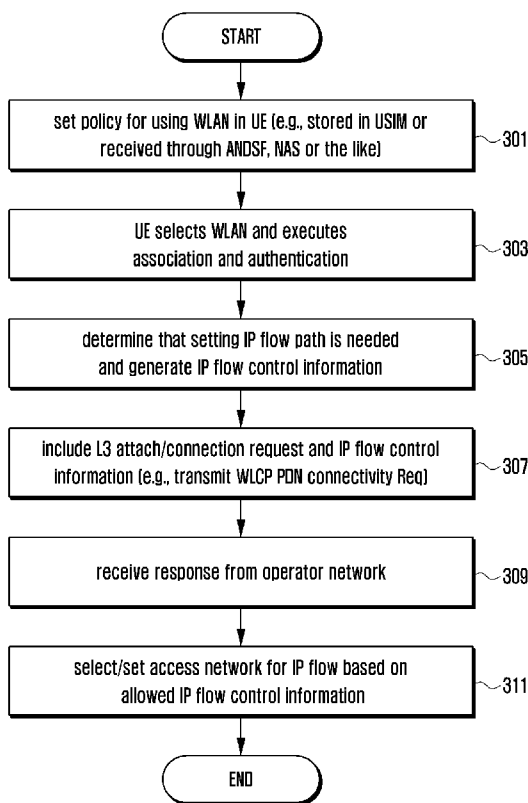 START
set policy for using WLAN in UE (e.g., stored in USIM or
received through ANDSF, NAS or the like)
301
UE selects WLAN and executes
association and authentication
303
determine that setting IP flow path is needed
and generate IP flow control information
305
include L3 attach/connection request and IP flow control
information (e.g., transmit WLCP PDN connectivity Req)
307
receive response from operator network
309
select/set access network for IP flow based on
allowed IP flow control information
311
END